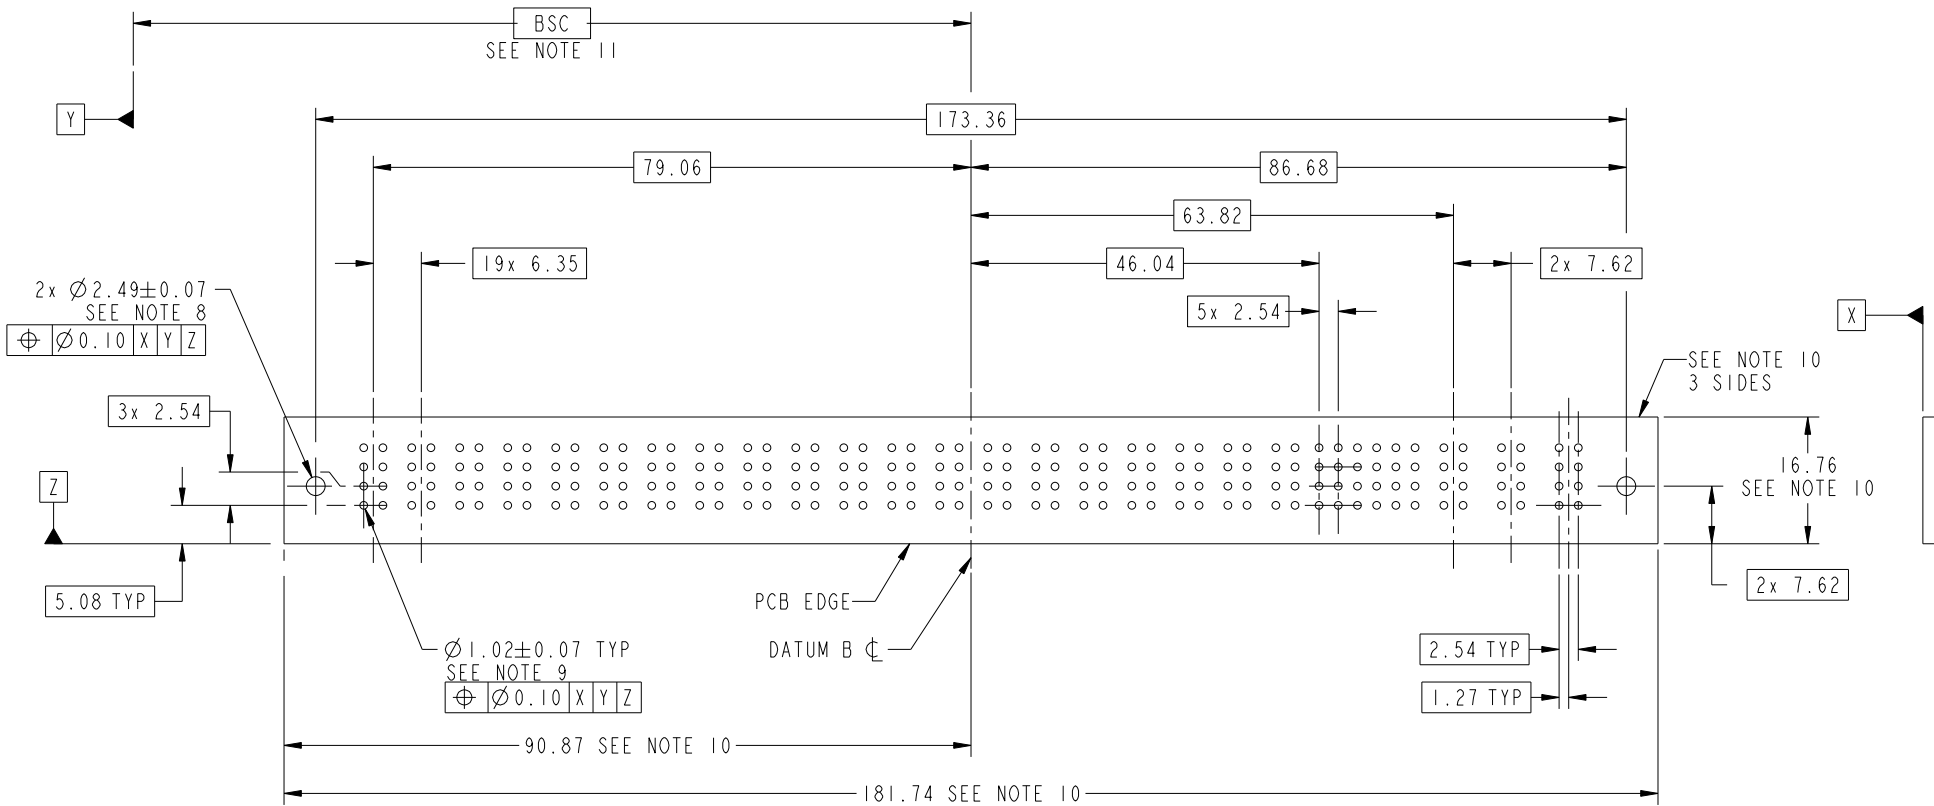 BSC
SEE NOTE 11
Y
173.36
79.06
86.68
63.82
19x 6.35
46.04
2x 7.62
2x ⌀2.49±0.07
SEE NOTE 8
⌖ ⌀0.10 X Y Z
5x 2.54
X
SEE NOTE 10
3 SIDES
3x 2.54
16.76
SEE NOTE 10
Z
5.08 TYP
PCB EDGE
2x 7.62
⌀1.02±0.07 TYP
SEE NOTE 9
⌖ ⌀0.10 X Y Z
DATUM B ℄
2.54 TYP
1.27 TYP
90.87 SEE NOTE 10
181.74 SEE NOTE 10